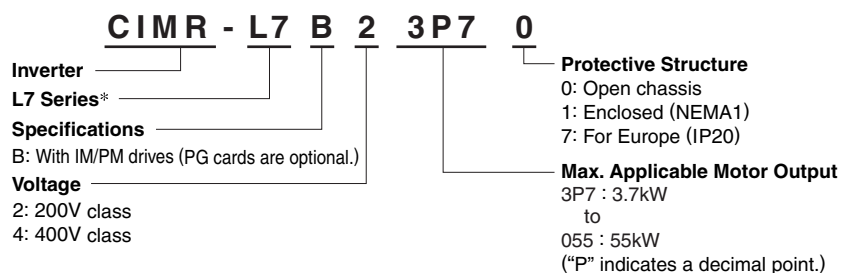 CIMR - L7 B 2 3P7 0
Inverter
L7 Series*
Specifications
B: With IM/PM drives (PG cards are optional.)
Voltage
2: 200V class
4: 400V class
Protective Structure
0: Open chassis
1: Enclosed (NEMA1)
7: For Europe (IP20)
Max. Applicable Motor Output
3P7 : 3.7kW
to
055 : 55kW
(“P” indicates a decimal point.)